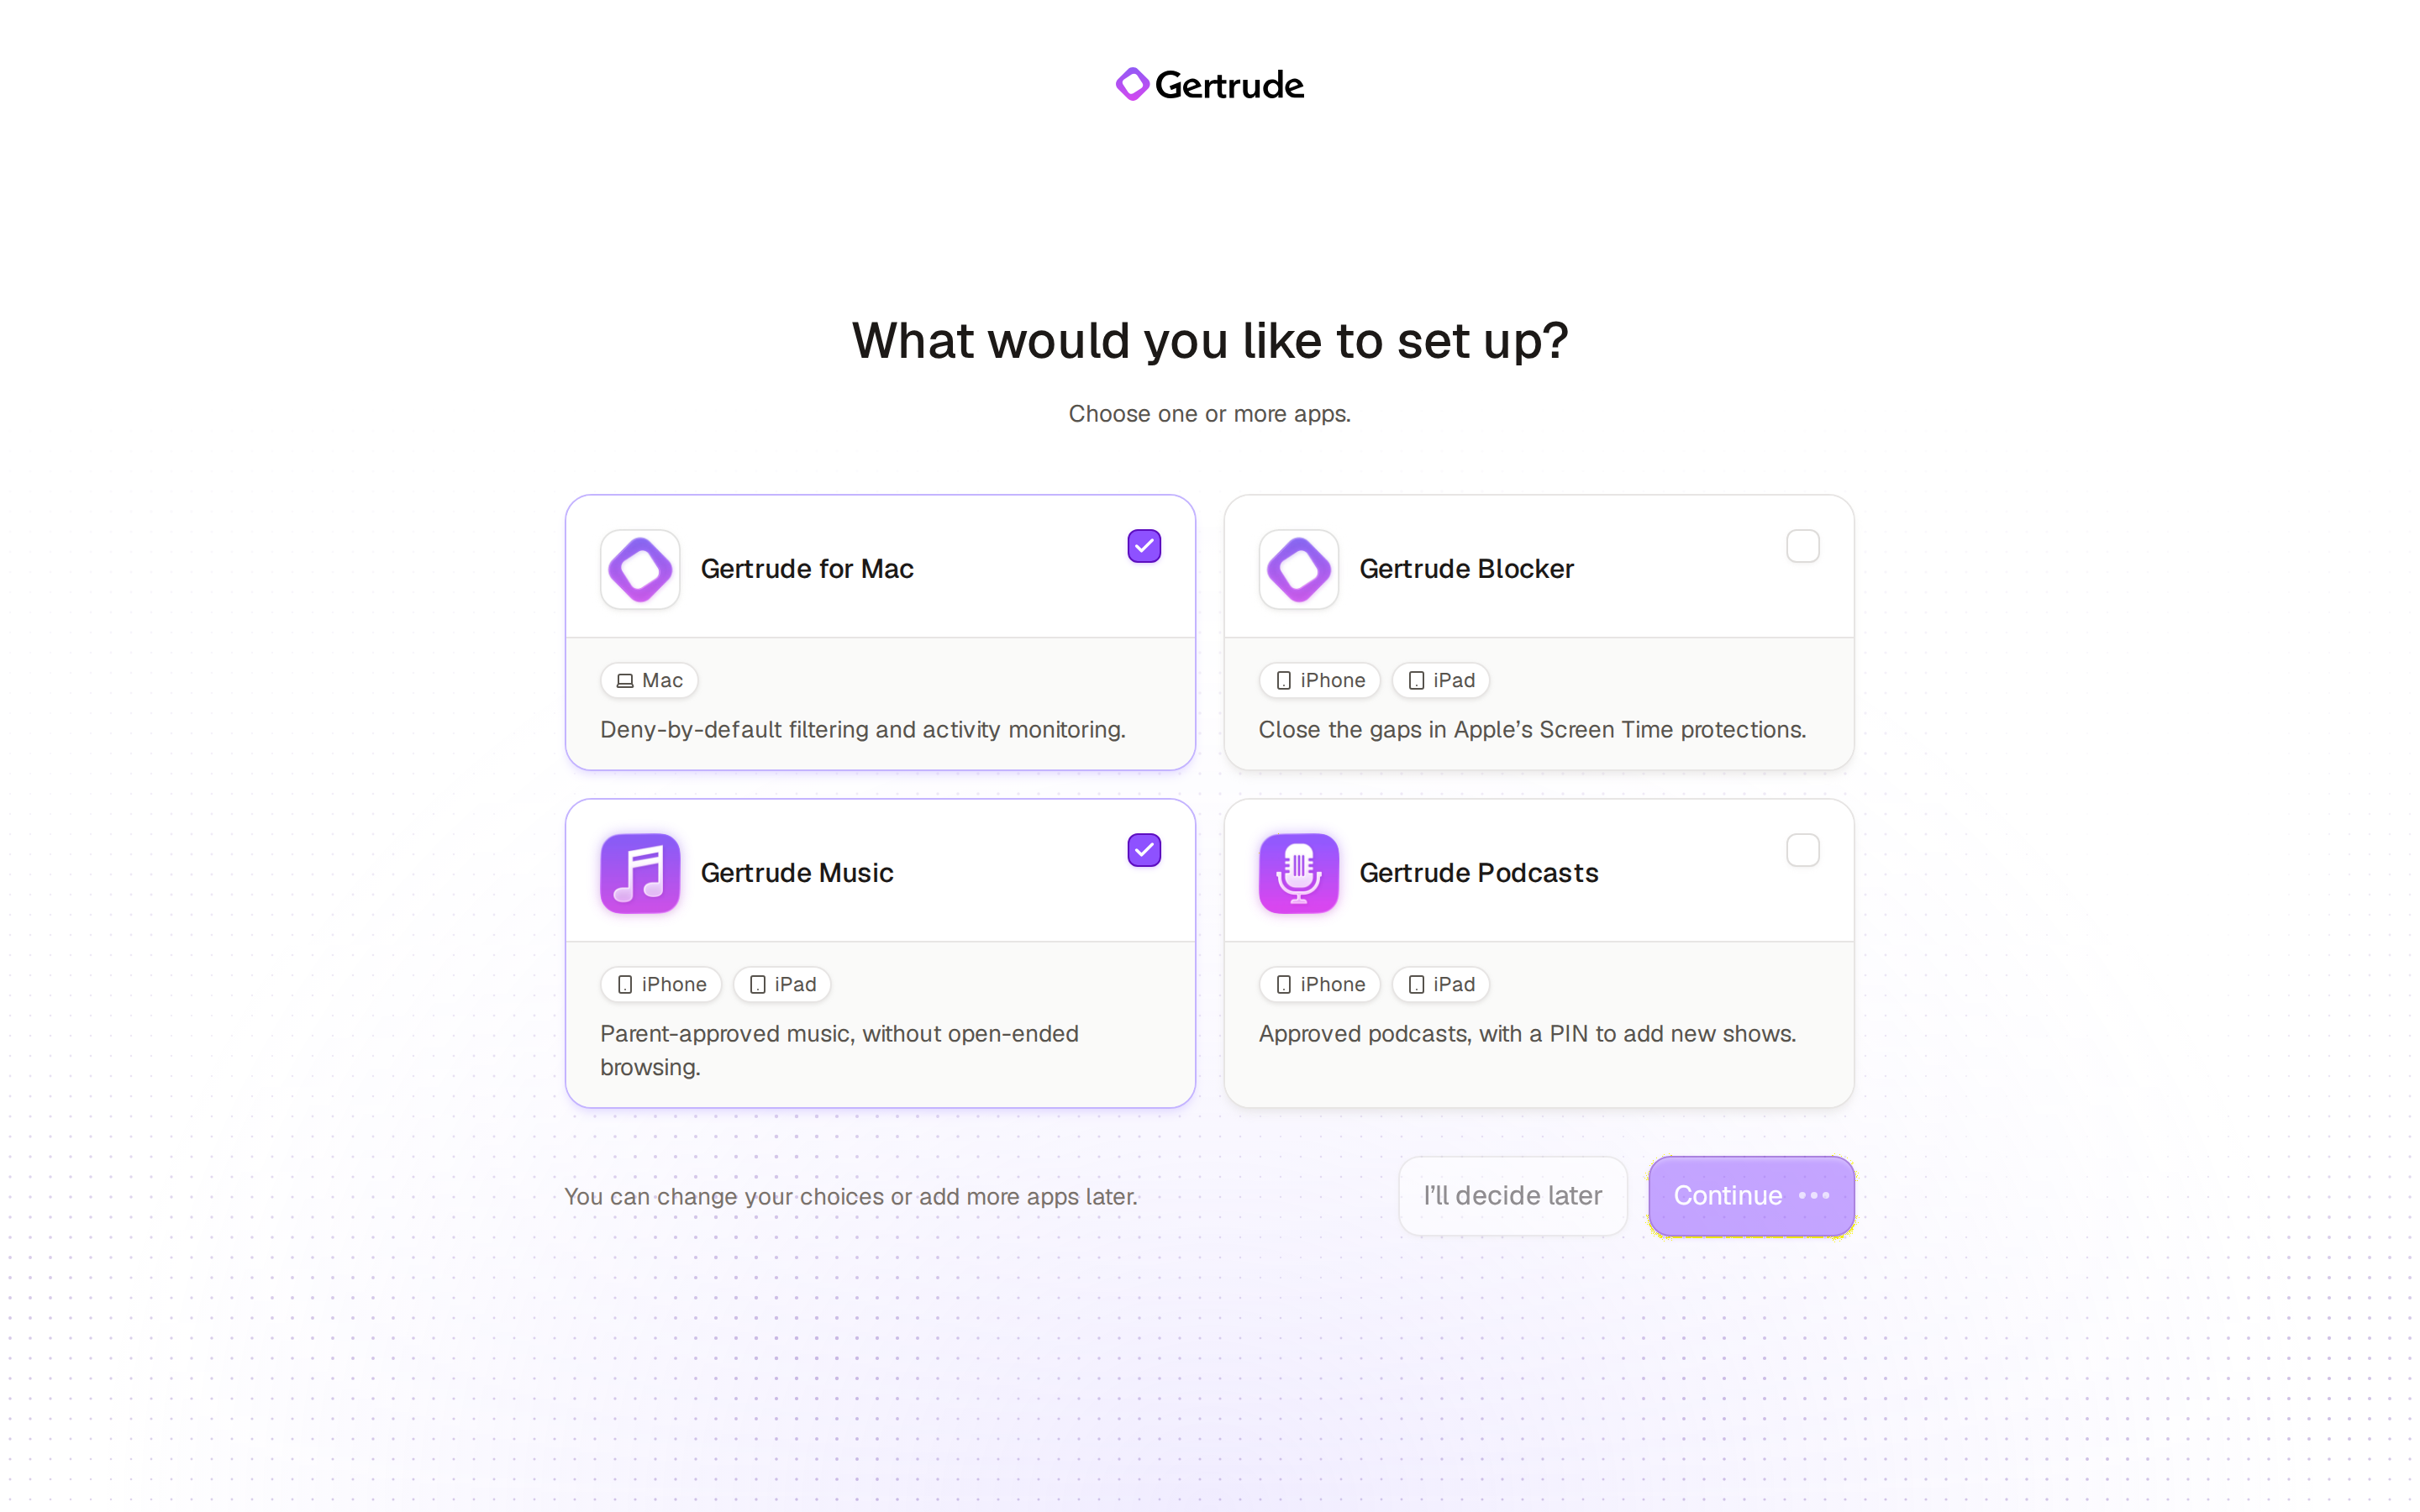 Gertrude
What would you like to set up?
Choose one or more apps.
Gertrude for Mac
Mac
Deny-by-default filtering and activity monitoring.
Gertrude Blocker
iPhone iPad
Close the gaps in Apple’s Screen Time protections.
Gertrude Music
iPhone iPad
Parent-approved music, without open-ended
browsing.
Gertrude Podcasts
iPhone iPad
Approved podcasts, with a PIN to add new shows.
You can change your choices or add more apps later.
I’ll decide later
Continue